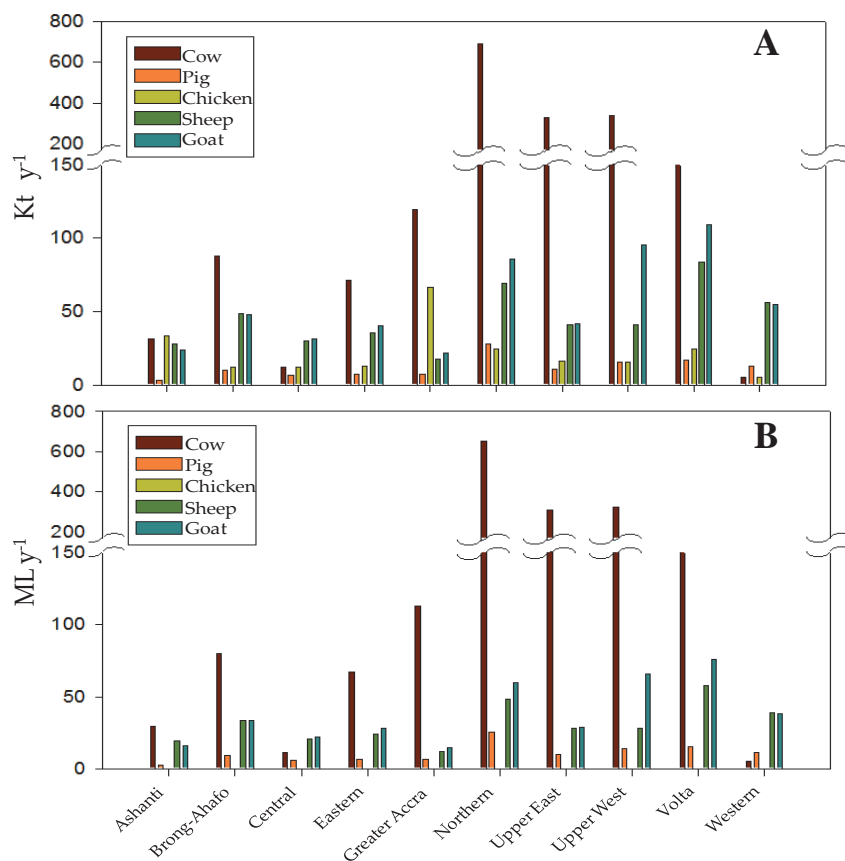 A
800
600
400
200
150
100
50
0
Kt y-1
Cow
Pig
Chicken
Sheep
Goat
B
800
600
400
200
150
100
50
0
ML y-1
Cow
Pig
Chicken
Sheep
Goat
Ashanti
Brong-Ahafo
Central
Eastern
Greater Accra
Northern
Upper East
Upper West
Volta
Western